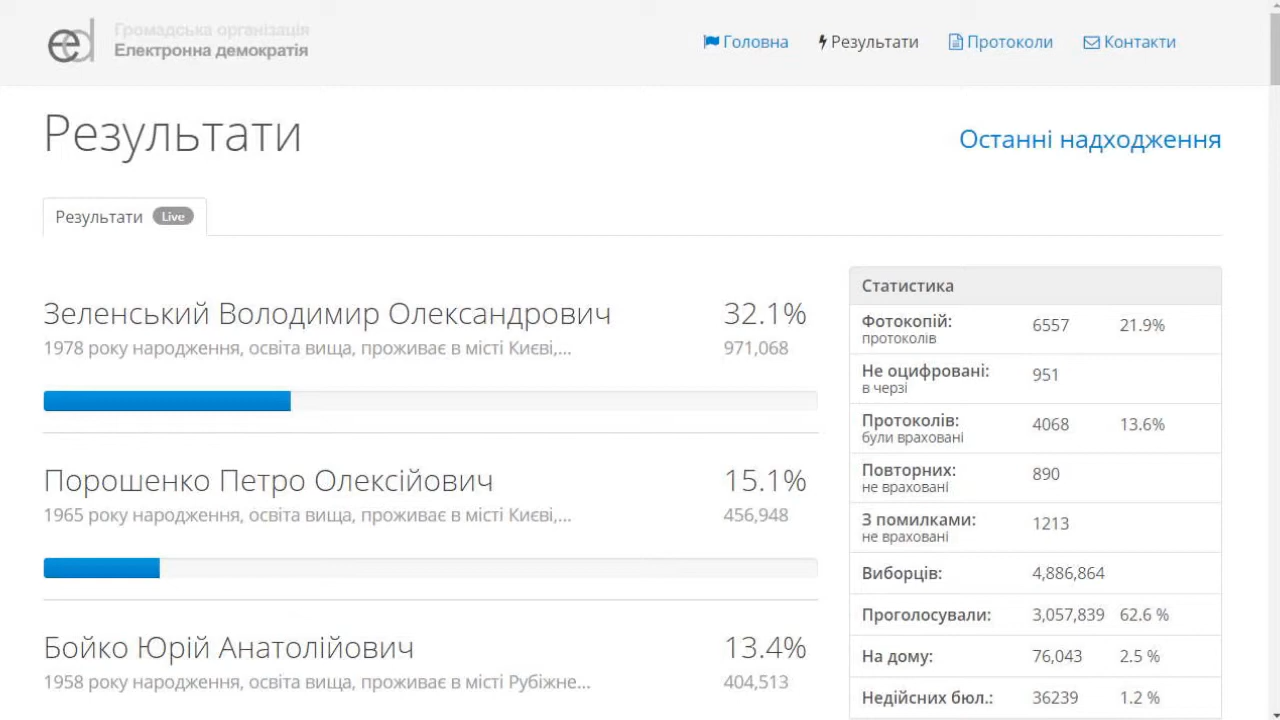 ed
Громадська організація
Електронна демократія
Головна
Результати
Протоколи
Контакти
Результати
Останні надходження
Результати Live
Зеленський Володимир Олександрович 32.1%
1978 року народження, освіта вища, проживає в місті Києві,... 971,068
Порошенко Петро Олексійович 15.1%
1965 року народження, освіта вища, проживає в місті Києві,... 456,948
Бойко Юрій Анатолійович 13.4%
1958 року народження, освіта вища, проживає в місті Рубіжне... 404,513
Статистика
Фотокопій: 6557 21.9%
протоколів
Не оцифровані: 951
в черзі
Протоколів: 4068 13.6%
були враховані
Повторних: 890
не враховані
З помилками: 1213
не враховані
Виборців: 4,886,864
Проголосували: 3,057,839 62.6 %
На дому: 76,043 2.5 %
Недійсних бюл.: 36239 1.2 %